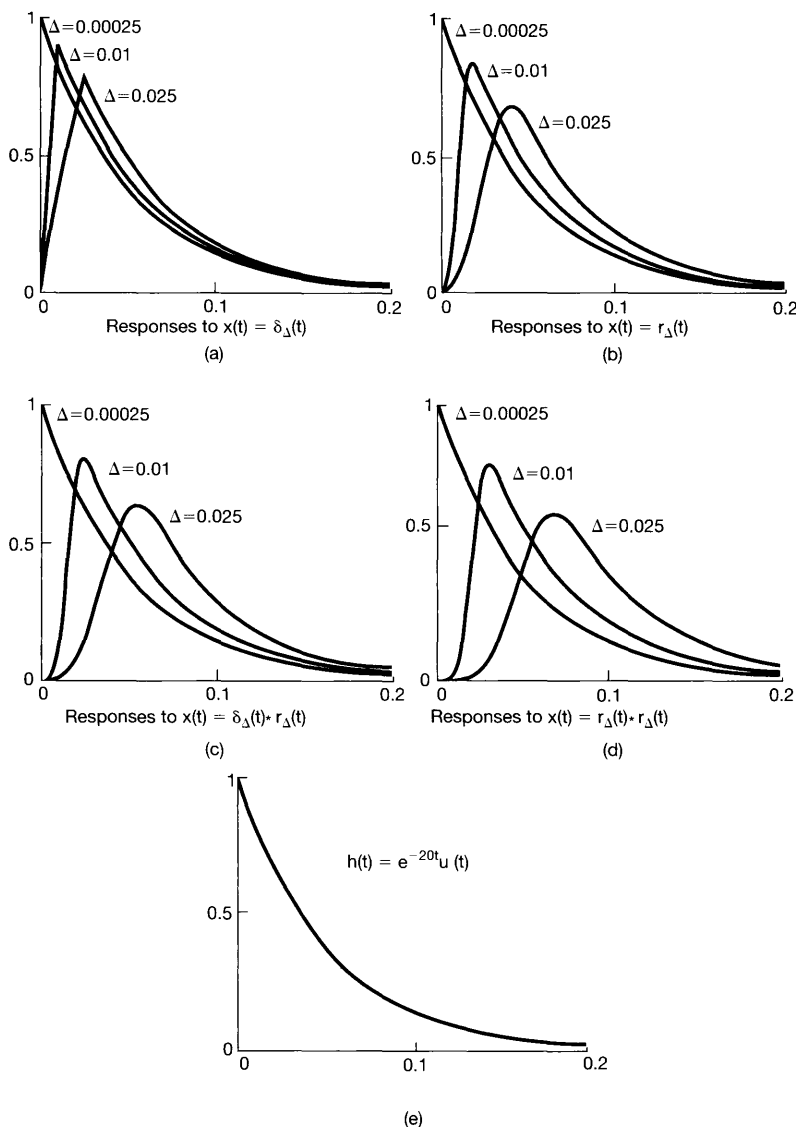 1
Δ=0.00025
Δ=0.01
Δ=0.025
0.5
0
0
0.1
0.2
Responses to x(t) = δ_Δ(t)
(a)
1
Δ=0.00025
Δ=0.01
Δ=0.025
0.5
0
0
0.1
0.2
Responses to x(t) = r_Δ(t)
(b)
1
Δ=0.00025
Δ=0.01
Δ=0.025
0.5
0
0
0.1
0.2
Responses to x(t) = δ_Δ(t)* r_Δ(t)
(c)
1
Δ=0.00025
Δ=0.01
Δ=0.025
0.5
0
0
0.1
0.2
Responses to x(t) = r_Δ(t)* r_Δ(t)
(d)
1
h(t) = e⁻²⁰ᵗu (t)
0.5
0
0
0.1
0.2
(e)